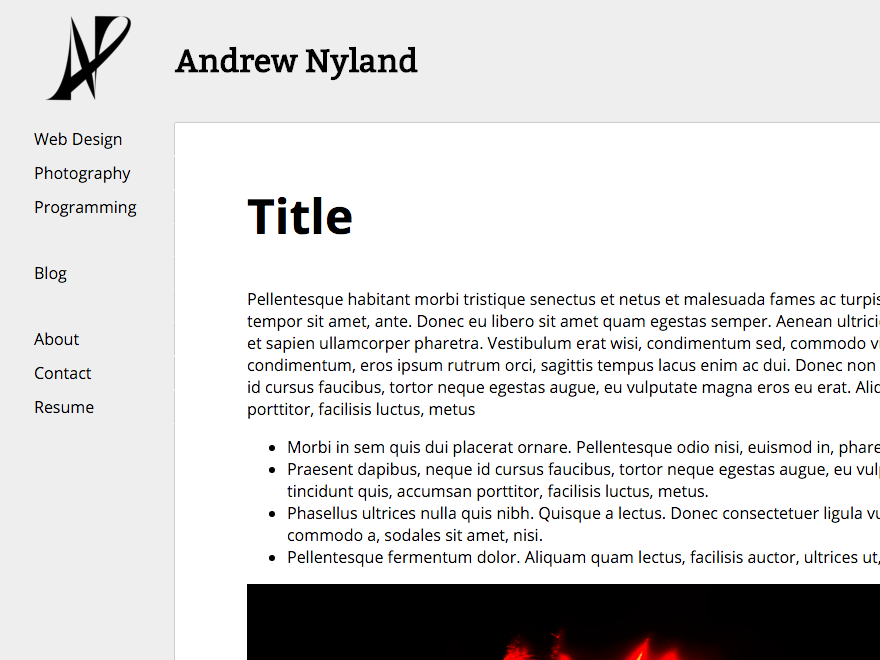 Andrew Nyland
Web Design
Photography
Programming
Blog
About
Contact
Resume
Title
Pellentesque habitant morbi tristique senectus et netus et malesuada fames ac turpis
tempor sit amet, ante. Donec eu libero sit amet quam egestas semper. Aenean
et sapien ullamcorper pharetra. Vestibulum erat wisi, condimentum sed, commodo
condimentum, eros ipsum rutrum orci, sagittis tempus lacus enim ac dui. Donec non
id cursus faucibus, tortor neque egestas augue, eu vulputate magna eros eu erat.
porttitor, facilisis luctus, metus
Morbi in sem quis dui placerat ornare. Pellentesque odio nisi, euismod in,
Praesent dapibus, neque id cursus faucibus, tortor neque egestas augue, eu
tincidunt quis, accumsan porttitor, facilisis luctus, metus.
Phasellus ultrices nulla quis nibh. Quisque a lectus. Donec consectetuer ligula
commodo a, sodales sit amet, nisi.
Pellentesque fermentum dolor. Aliquam quam lectus, facilisis auctor, ultrices ut,